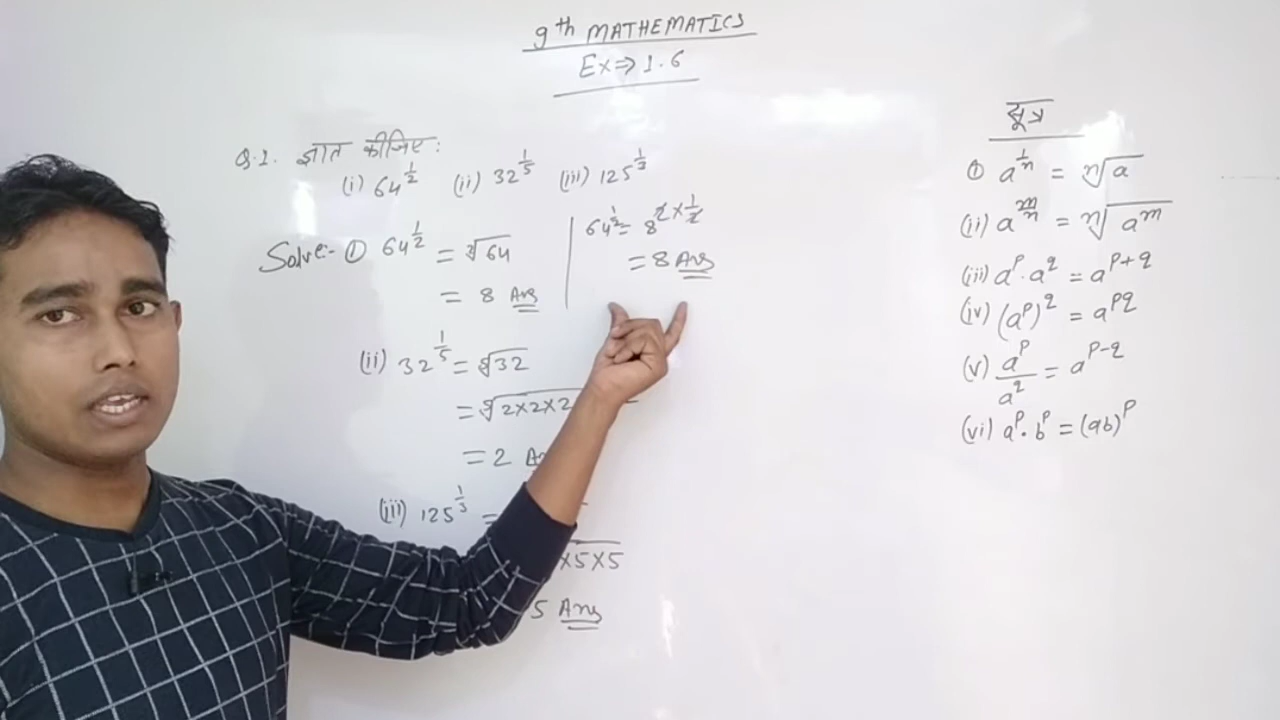 9th MATHEMATICS
Ex⇒1.6
Q.1. ज्ञात कीजिए:
(i) 64^1/2 (ii) 32^1/5 (iii) 125^1/3
Solve:- ① 64^1/2 = ²√64
= 8 Ans
64^1/2 = 8^2×1/2
= 8 Ans
(ii) 32^1/5 = ⁵√32
= ⁵√2×2×2
= 2
(iii) 125^1/3 =
×5×5
5 Ans
सूत्र
① a^1/n = ⁿ√a
(ii) a^m/n = ⁿ√a^m
(iii) a^p · a^q = a^p+q
(iv) (a^p)^q = a^pq
(v) a^p/a^q = a^p-q
(vi) a^p · b^p = (ab)^p